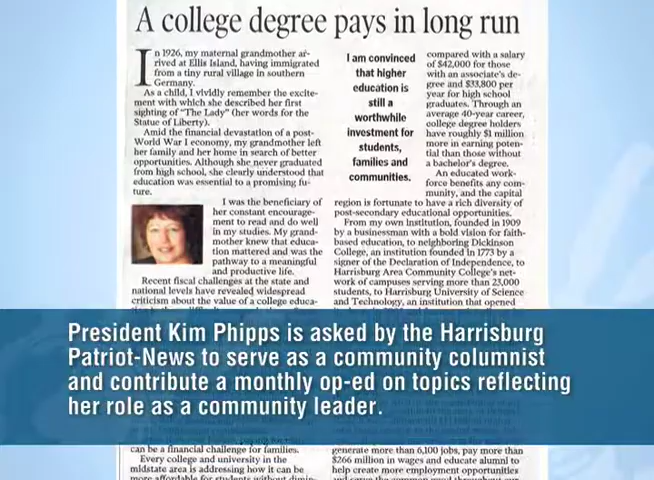 A college degree pays in long run
In 1926, my maternal grandmother ar-
rived at Ellis Island, having immigrated
from a tiny rural village in southern
Germany.
As a child, I vividly remember the excite-
ment with which she described her first
sighting of "The Lady" (her words for the
Statue of Liberty).
Amid the financial devastation of a post-
World War I economy, my grandmother left
her family and her home in search of better
opportunities. Although she never graduated
from high school, she clearly understood that
education was essential to a promising fu-
ture.
I was the beneficiary of
her constant encourage-
ment to read and do well
in my studies. My grand-
mother knew that educa-
tion mattered and was the
pathway to a meaningful
and productive life.
Recent fiscal challenges at the state and
national levels have revealed widespread
criticism about the value of a college educa-
I am convinced
that higher
education is
still a
worthwhile
investment for
students,
families and
communities.
compared with a salary
of $42,000 for those
with an associate's de-
gree and $33,800 per
year for high school
graduates. Through an
average 40-year career,
college degree holders
have roughly $1 million
more in earning poten-
tial than those without
a bachelor's degree.
An educated work-
force benefits any com-
munity, and the capital
region is fortunate to have a rich diversity of
post-secondary educational opportunities.
From my own institution, founded in 1909
by a businessman with a bold vision for faith-
based education, to neighboring Dickinson
College, an institution founded in 1773 by a
signer of the Declaration of Independence, to
Harrisburg Area Community College's net-
work of campuses serving more than 23,000
students, to Harrisburg University of Science
and Technology, an institution that opened
President Kim Phipps is asked by the Harrisburg
Patriot-News to serve as a community columnist
and contribute a monthly op-ed on topics reflecting
her role as a community leader.
can be a financial challenge for families.
Every college and university in the
midstate area is addressing how it can be
more affordable for students without dimin-
generate more than 6,100 jobs, pay more than
$266 million in wages and educate alumni to
help create more employment opportunities